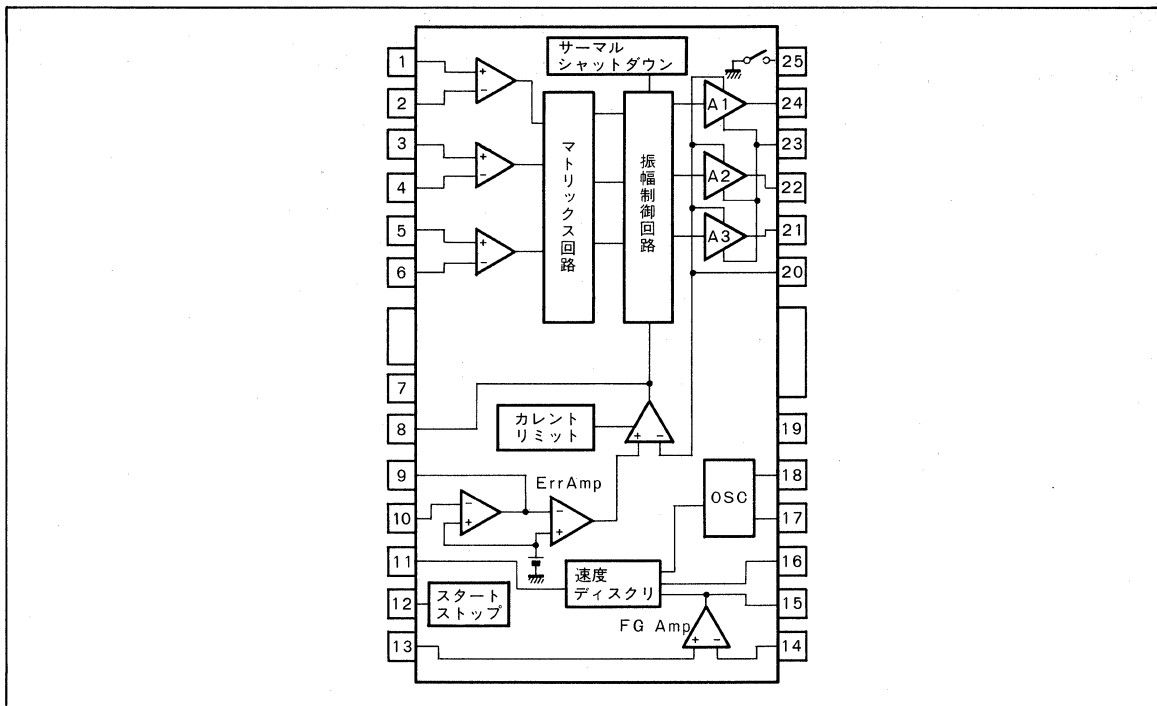 サーマル
シャットダウン
1
2
3
4
5
6
7
8
9
10
11
12
13
+
−
+
−
+
−
マトリックス回路
振幅制御回路
A1
A2
A3
25
24
23
22
21
20
19
18
17
16
15
14
カレント
リミット
+ −
ErrAmp
−
+
−
+
OSC
速度
ディスクリ
スタート
ストップ
FG Amp
+ −